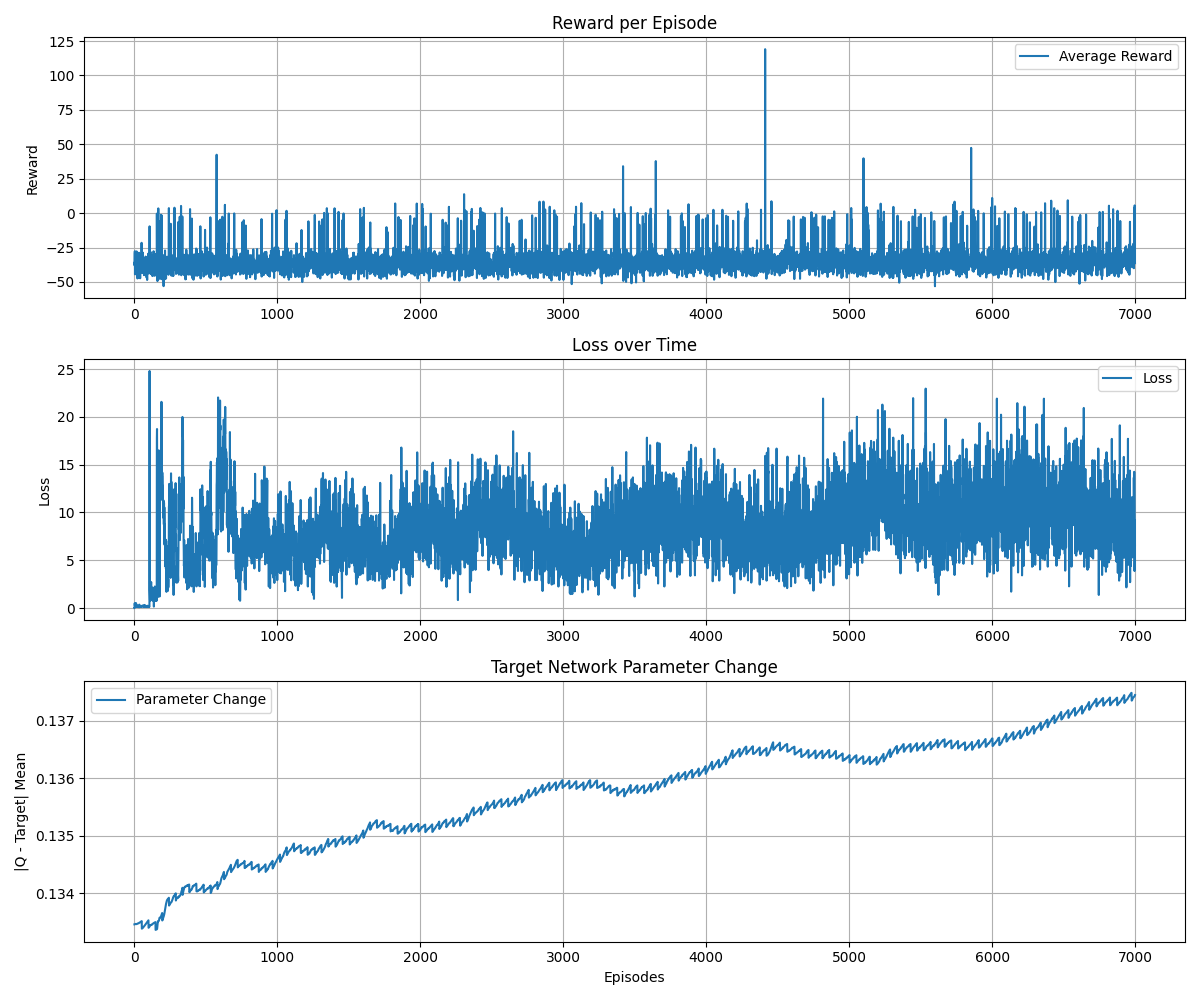 Reward per Episode
125
100
75
50
25
0
−25
−50
Reward
Average Reward
0 1000 2000 3000 4000 5000 6000 7000
Loss over Time
25
20
15
10
5
0
Loss
Loss
0 1000 2000 3000 4000 5000 6000 7000
Target Network Parameter Change
Parameter Change
0.137
0.136
0.135
0.134
|Q - Target| Mean
0 1000 2000 3000 4000 5000 6000 7000
Episodes